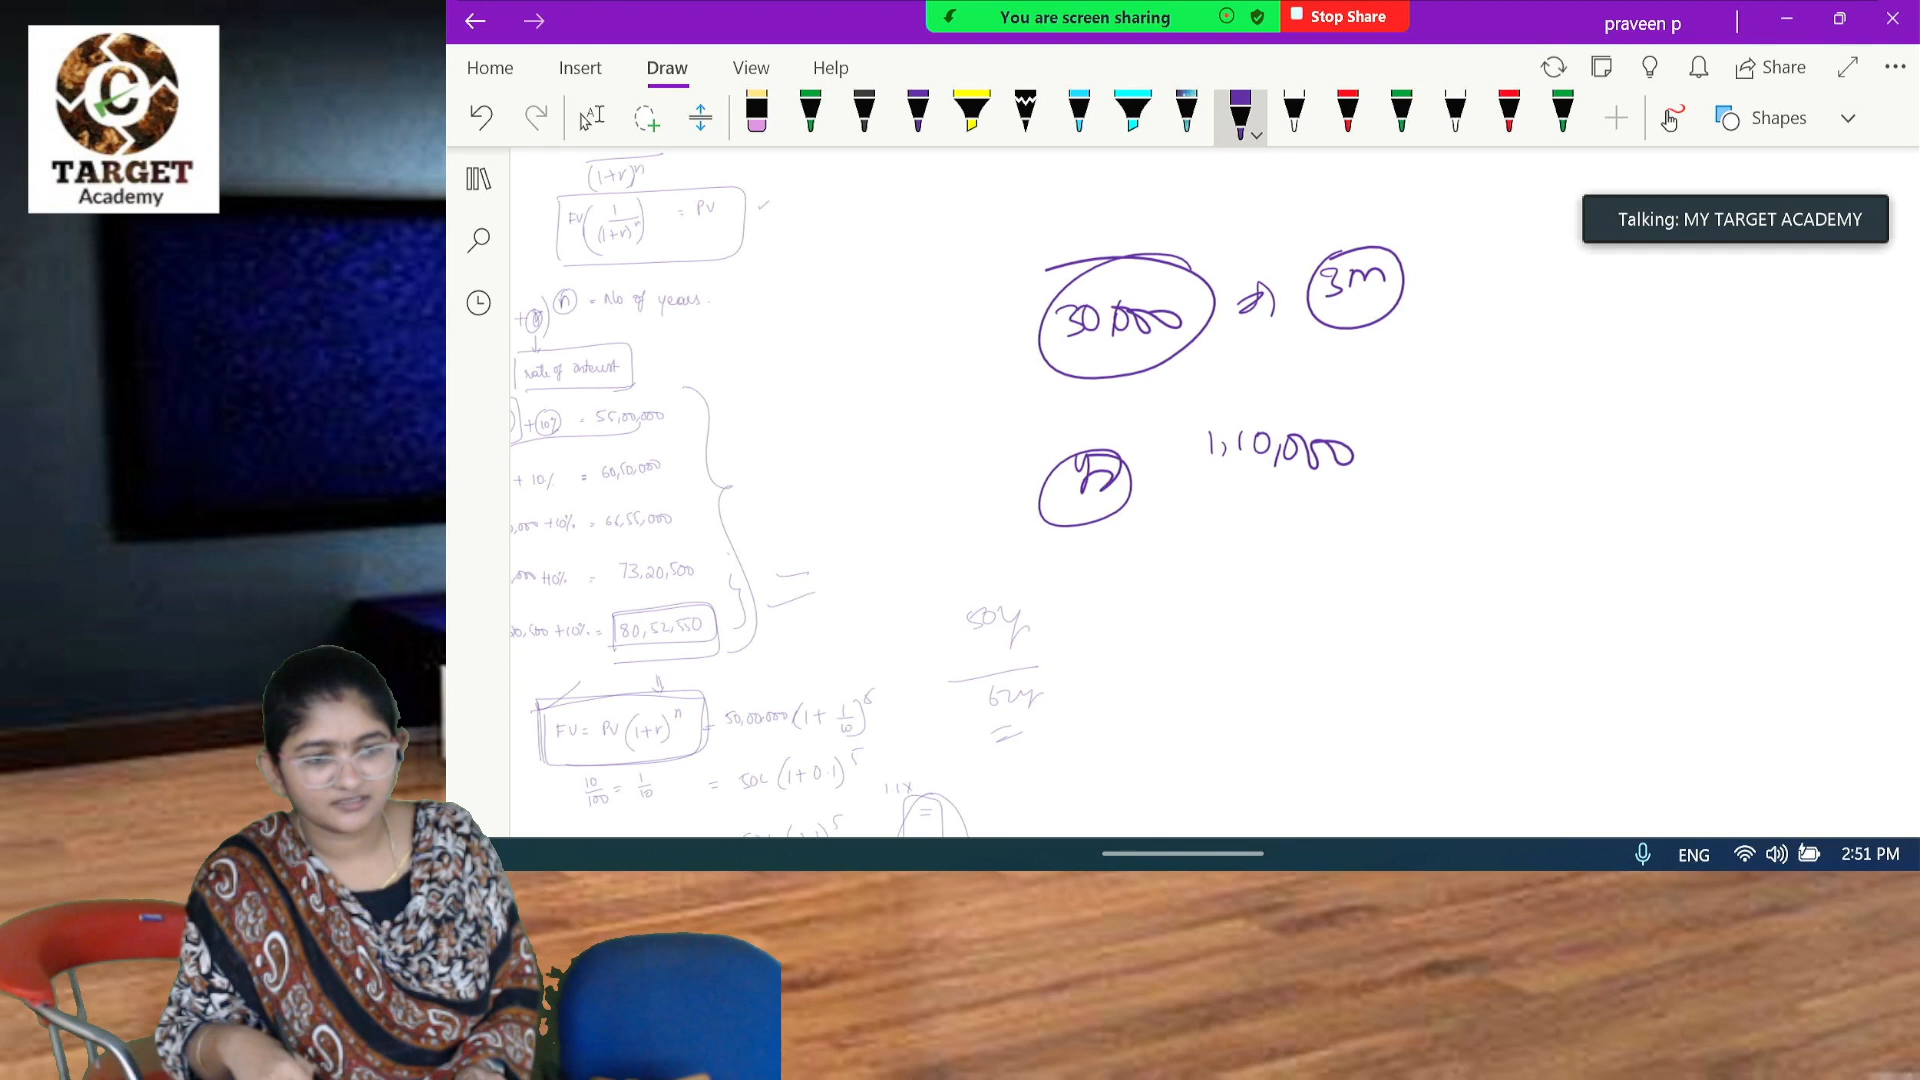 TARGET
Academy
You are screen sharing
Stop Share
praveen p
Home Insert Draw View Help
Share
Shapes
Talking: MY TARGET ACADEMY
(1+r)^n
FV(1/(1+r)^n) = PV
n = No of years.
rate of interest
+10% = 55,00,000
+ 10% = 60,50,000
+10% = 66,55,000
+10% = 73,20,500
+10% = 80,52,550
FV = PV(1+r)^n = 50,00,000 (1 + 1/10)^5
10/100 = 1/10
= 50L (1+0.1)^5
30,000
3m
1,10,000
50y
62y
ENG
2:51 PM